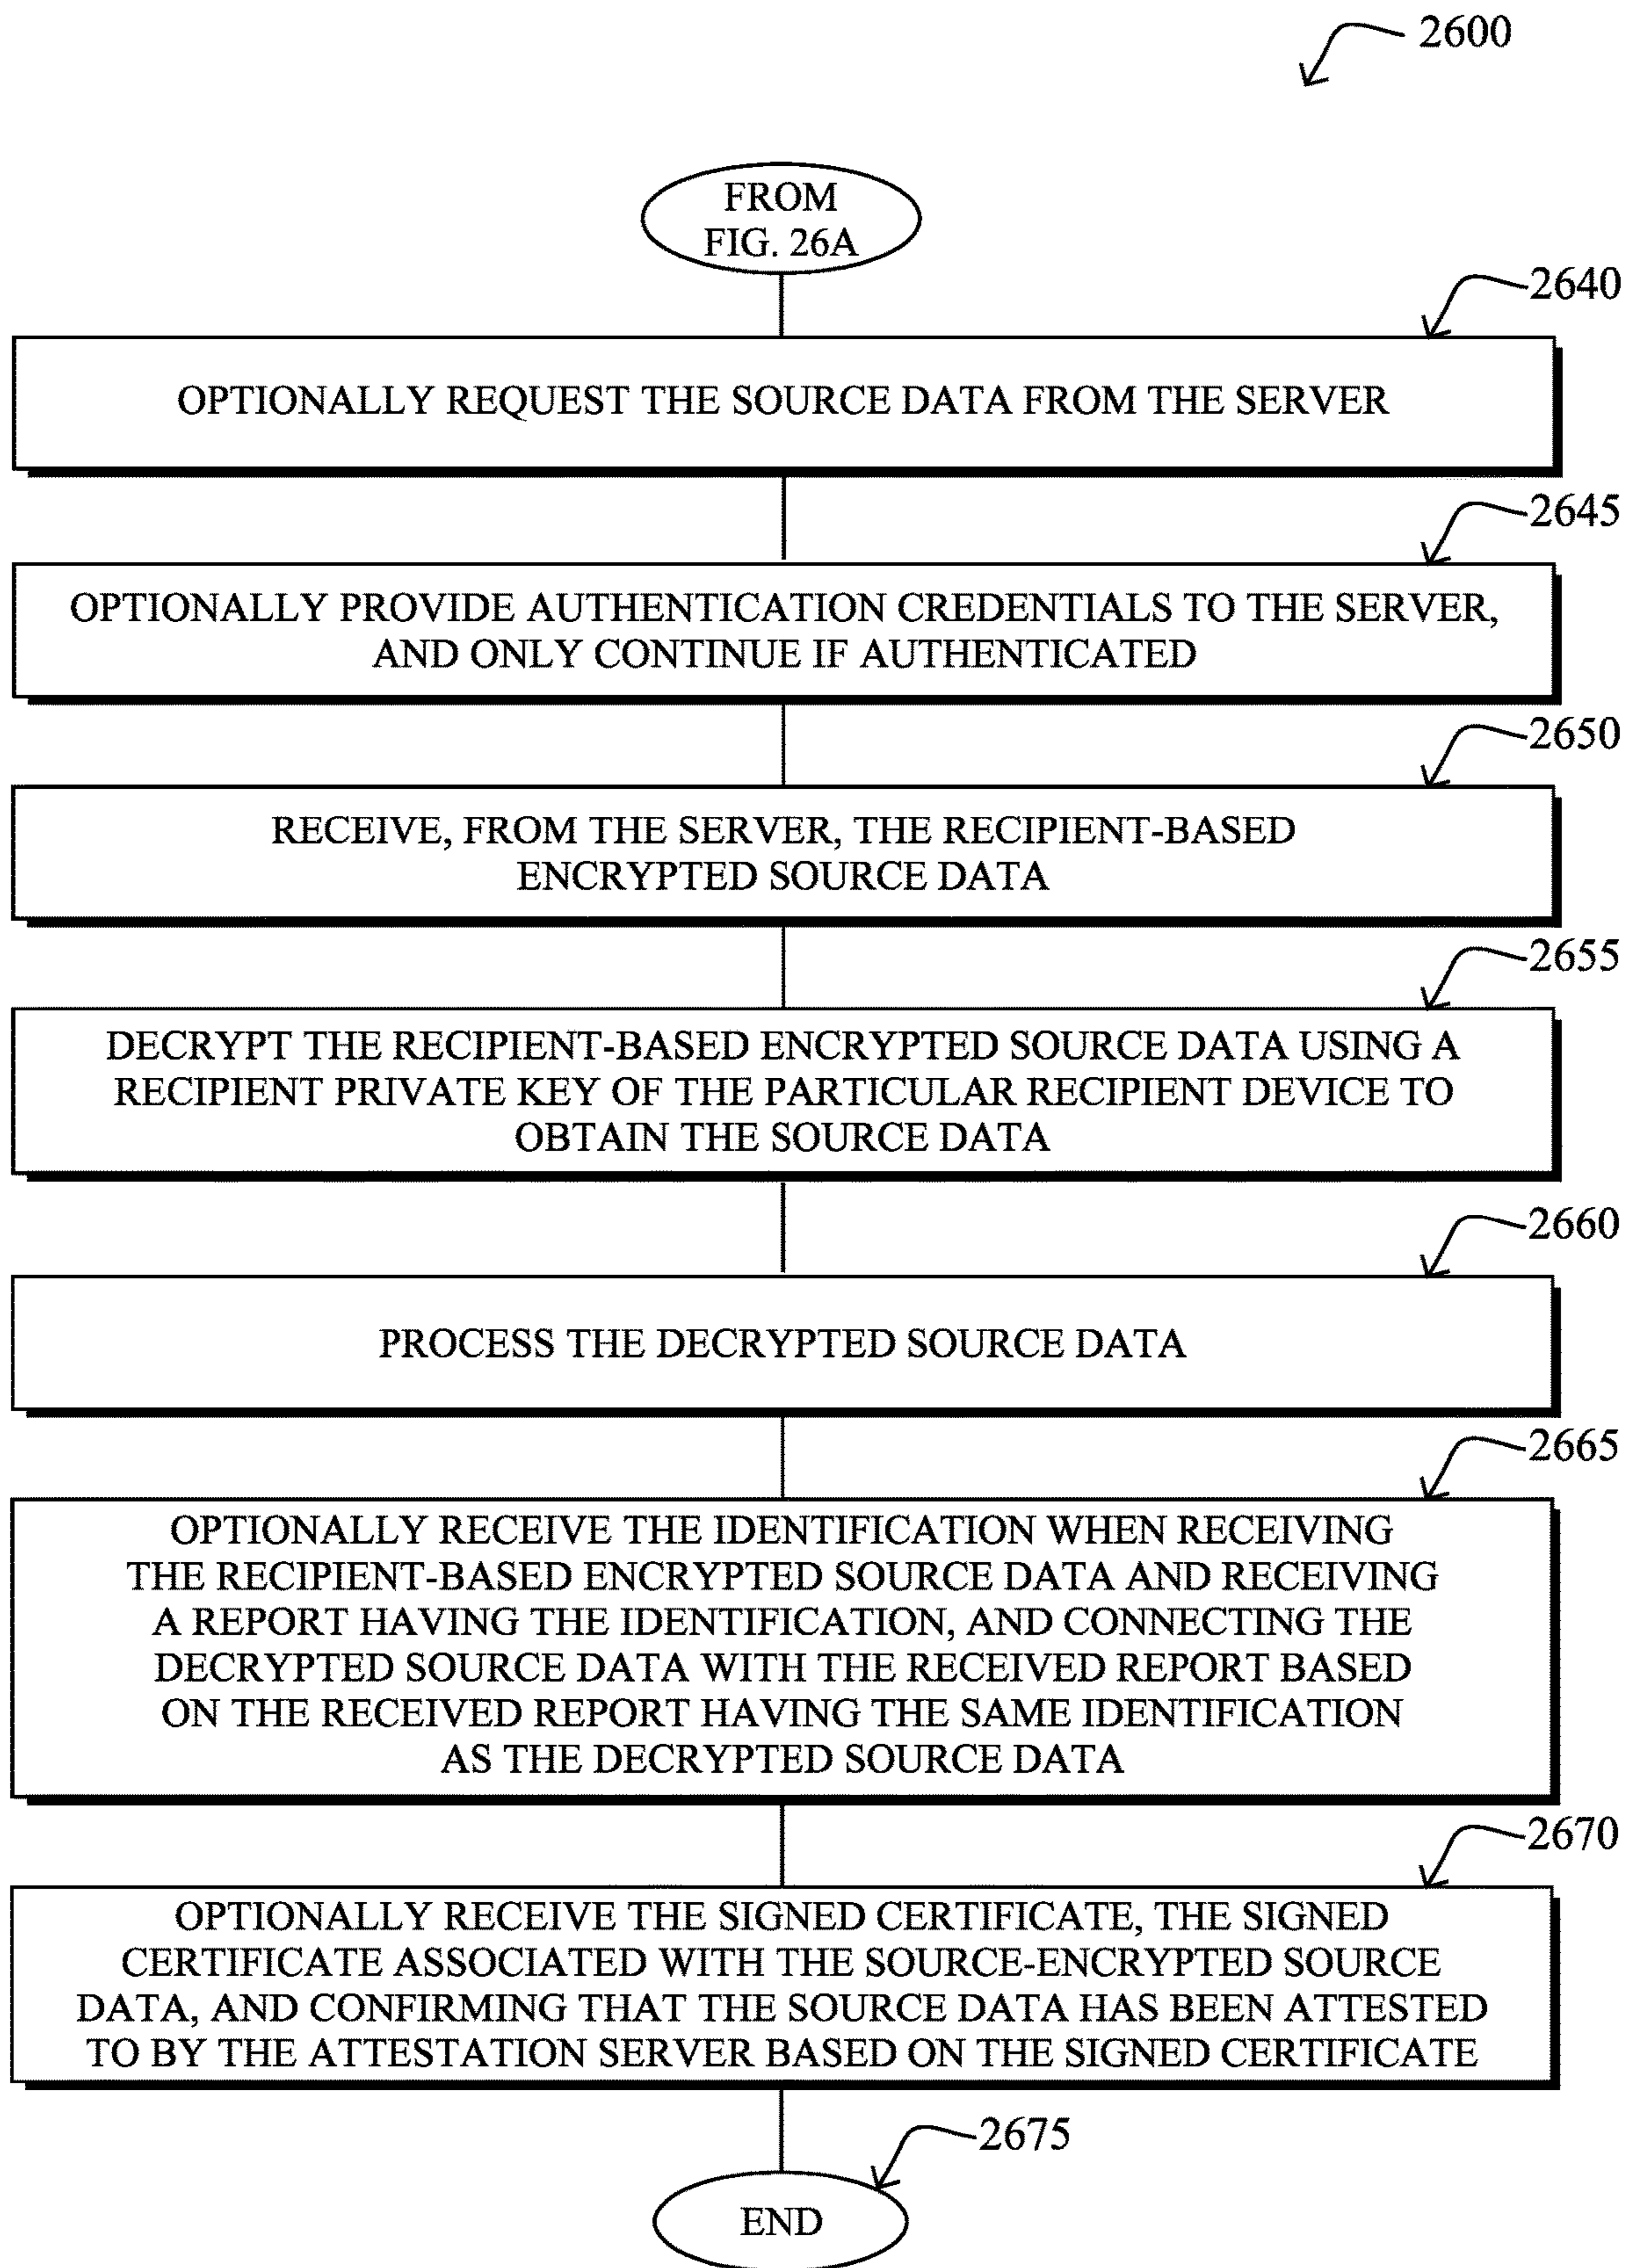 2600
FROM
FIG. 26A
2640
OPTIONALLY REQUEST THE SOURCE DATA FROM THE SERVER
2645
OPTIONALLY PROVIDE AUTHENTICATION CREDENTIALS TO THE SERVER,
AND ONLY CONTINUE IF AUTHENTICATED
2650
RECEIVE, FROM THE SERVER, THE RECIPIENT-BASED
ENCRYPTED SOURCE DATA
2655
DECRYPT THE RECIPIENT-BASED ENCRYPTED SOURCE DATA USING A
RECIPIENT PRIVATE KEY OF THE PARTICULAR RECIPIENT DEVICE TO
OBTAIN THE SOURCE DATA
2660
PROCESS THE DECRYPTED SOURCE DATA
2665
OPTIONALLY RECEIVE THE IDENTIFICATION WHEN RECEIVING
THE RECIPIENT-BASED ENCRYPTED SOURCE DATA AND RECEIVING
A REPORT HAVING THE IDENTIFICATION, AND CONNECTING THE
DECRYPTED SOURCE DATA WITH THE RECEIVED REPORT BASED
ON THE RECEIVED REPORT HAVING THE SAME IDENTIFICATION
AS THE DECRYPTED SOURCE DATA
2670
OPTIONALLY RECEIVE THE SIGNED CERTIFICATE, THE SIGNED
CERTIFICATE ASSOCIATED WITH THE SOURCE-ENCRYPTED SOURCE
DATA, AND CONFIRMING THAT THE SOURCE DATA HAS BEEN ATTESTED
TO BY THE ATTESTATION SERVER BASED ON THE SIGNED CERTIFICATE
2675
END